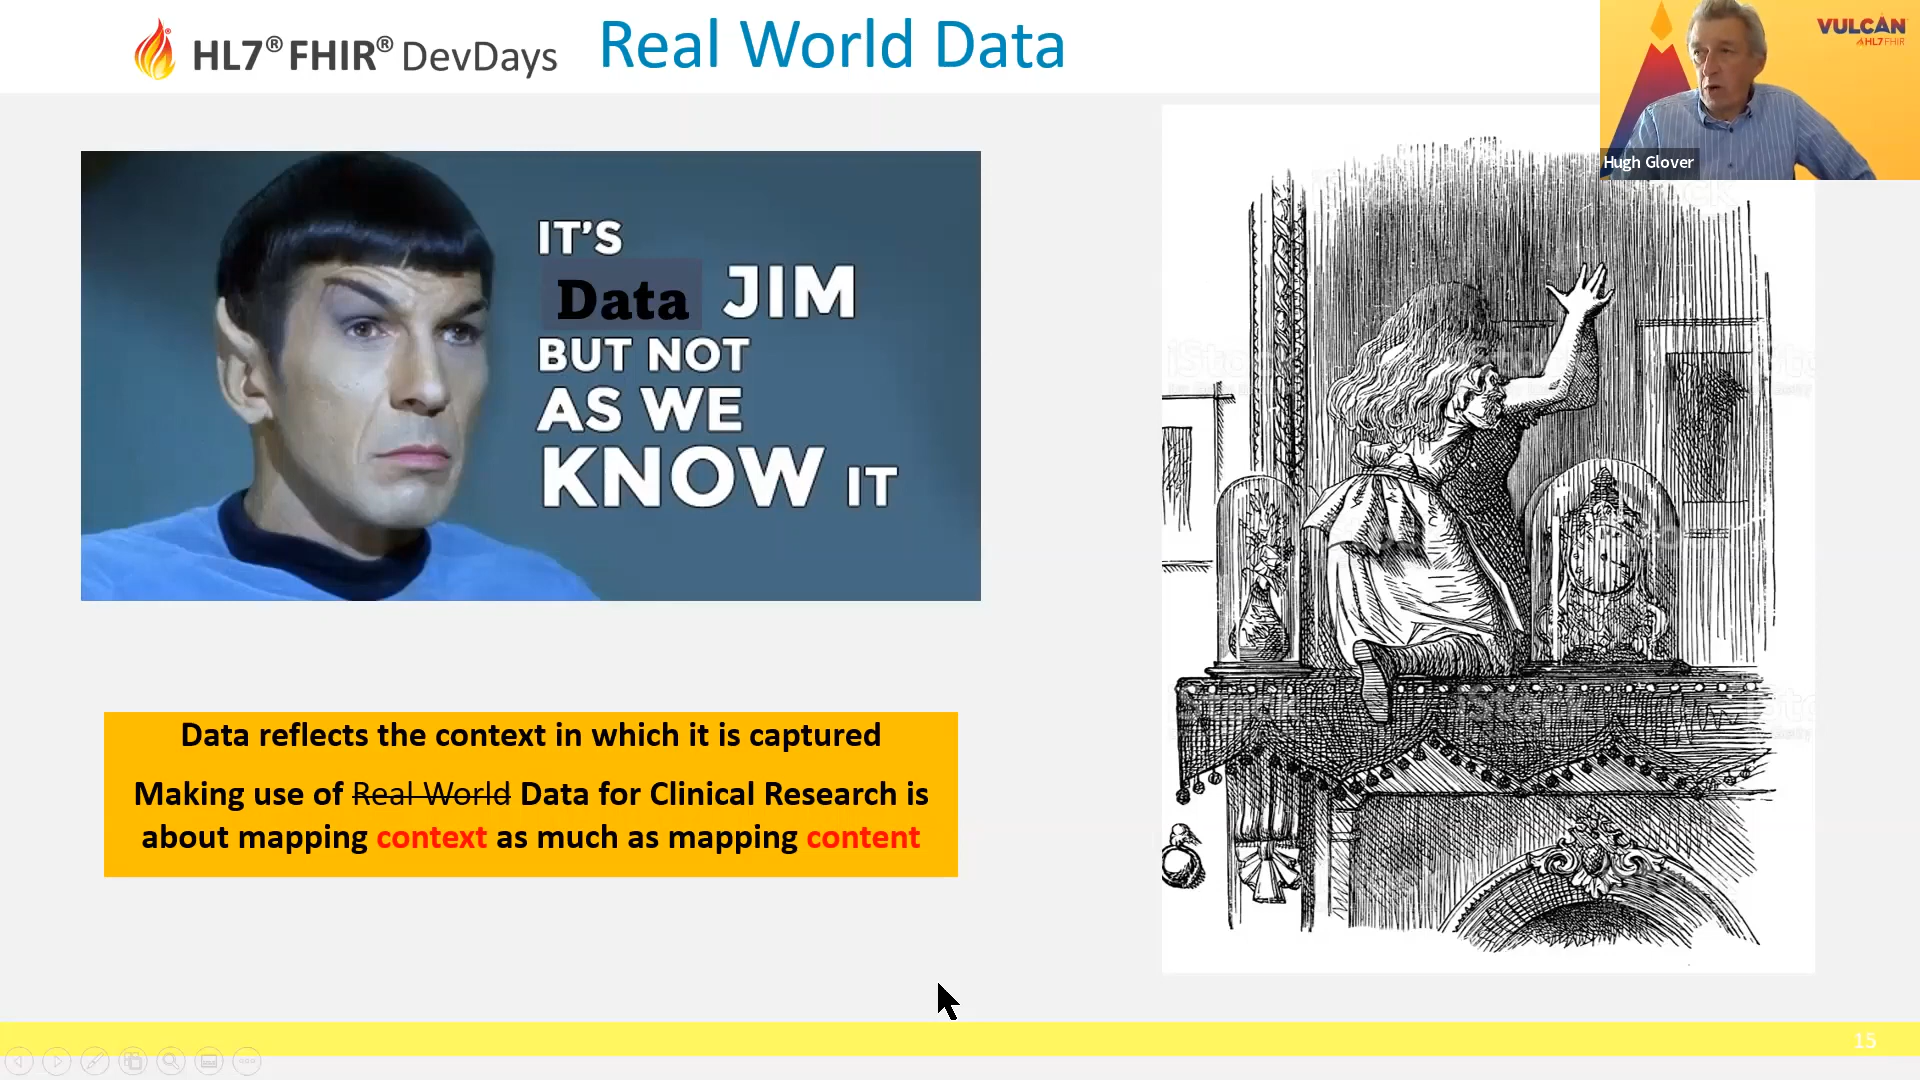 HL7® FHIR® DevDays
Real World Data
VULCAN
HL7 FHIR
Hugh Glover
IT'S
Data JIM
BUT NOT
AS WE
KNOW IT
iStock
iStock
Data reflects the context in which it is captured
Making use of Real World Data for Clinical Research is
about mapping context as much as mapping content
15